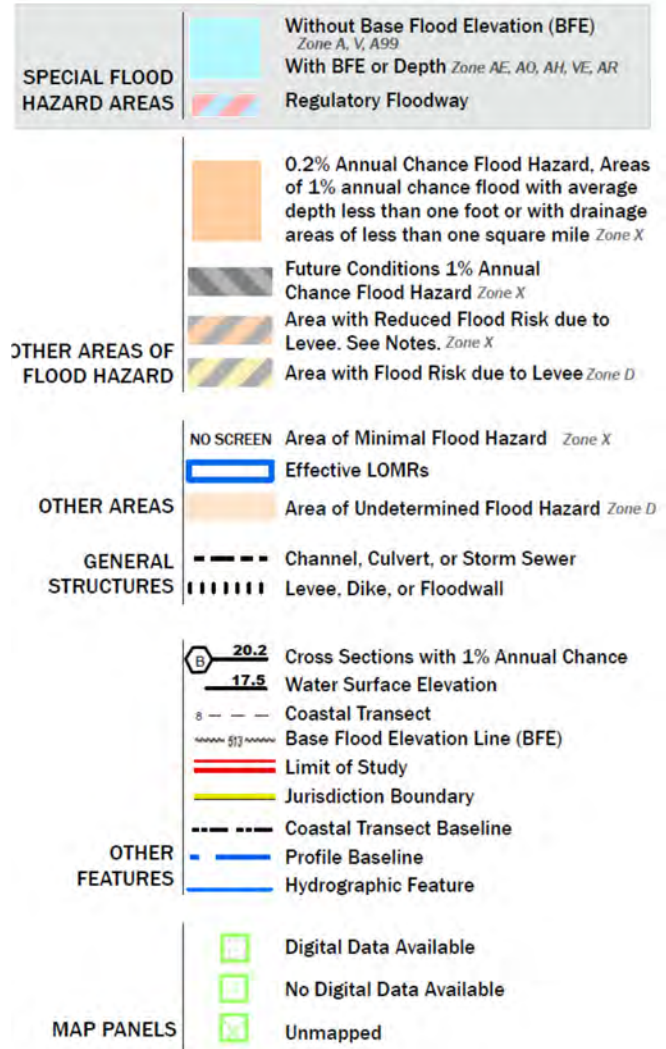 SPECIAL FLOOD
HAZARD AREAS
Without Base Flood Elevation (BFE)
Zone A, V, A99
With BFE or Depth Zone AE, AO, AH, VE, AR
Regulatory Floodway
OTHER AREAS OF
FLOOD HAZARD
0.2% Annual Chance Flood Hazard, Areas
of 1% annual chance flood with average
depth less than one foot or with drainage
areas of less than one square mile Zone X
Future Conditions 1% Annual
Chance Flood Hazard Zone X
Area with Reduced Flood Risk due to
Levee. See Notes. Zone X
Area with Flood Risk due to Levee Zone D
OTHER AREAS
NO SCREEN Area of Minimal Flood Hazard Zone X
Effective LOMRs
Area of Undetermined Flood Hazard Zone D
GENERAL
STRUCTURES
Channel, Culvert, or Storm Sewer
Levee, Dike, or Floodwall
OTHER
FEATURES
B 20.2 Cross Sections with 1% Annual Chance
17.5 Water Surface Elevation
8 Coastal Transect
513 Base Flood Elevation Line (BFE)
Limit of Study
Jurisdiction Boundary
Coastal Transect Baseline
Profile Baseline
Hydrographic Feature
MAP PANELS
Digital Data Available
No Digital Data Available
Unmapped